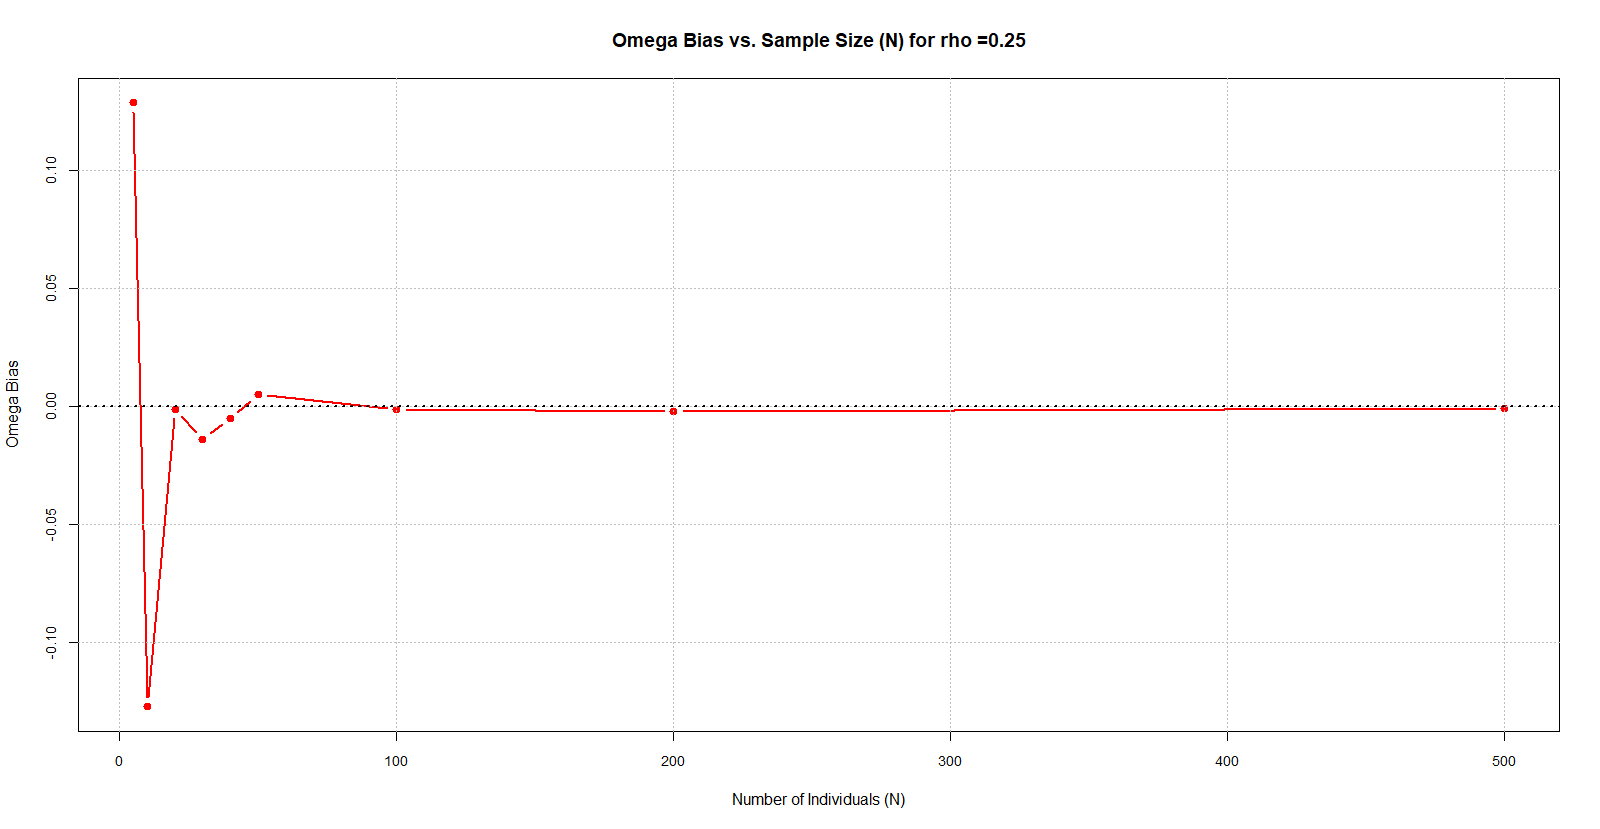 Omega Bias vs. Sample Size (N) for rho =0.25
Omega Bias
0.10
0.05
0.00
-0.05
-0.10
0 100 200 300 400 500
Number of Individuals (N)